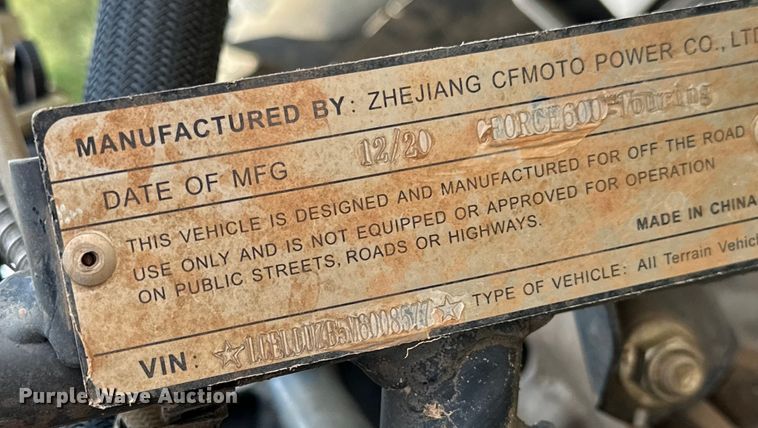 MANUFACTURED BY: ZHEJIANG CFMOTO POWER CO., LTD
DATE OF MFG 12/20 CFORCE600-Touring
THIS VEHICLE IS DESIGNED AND MANUFACTURED FOR OFF THE ROAD
USE ONLY AND IS NOT EQUIPPED OR APPROVED FOR OPERATION
ON PUBLIC STREETS, ROADS OR HIGHWAYS.
MADE IN CHINA
VIN: TYPE OF VEHICLE: All Terrain Vehicl
Purple Wave Auction